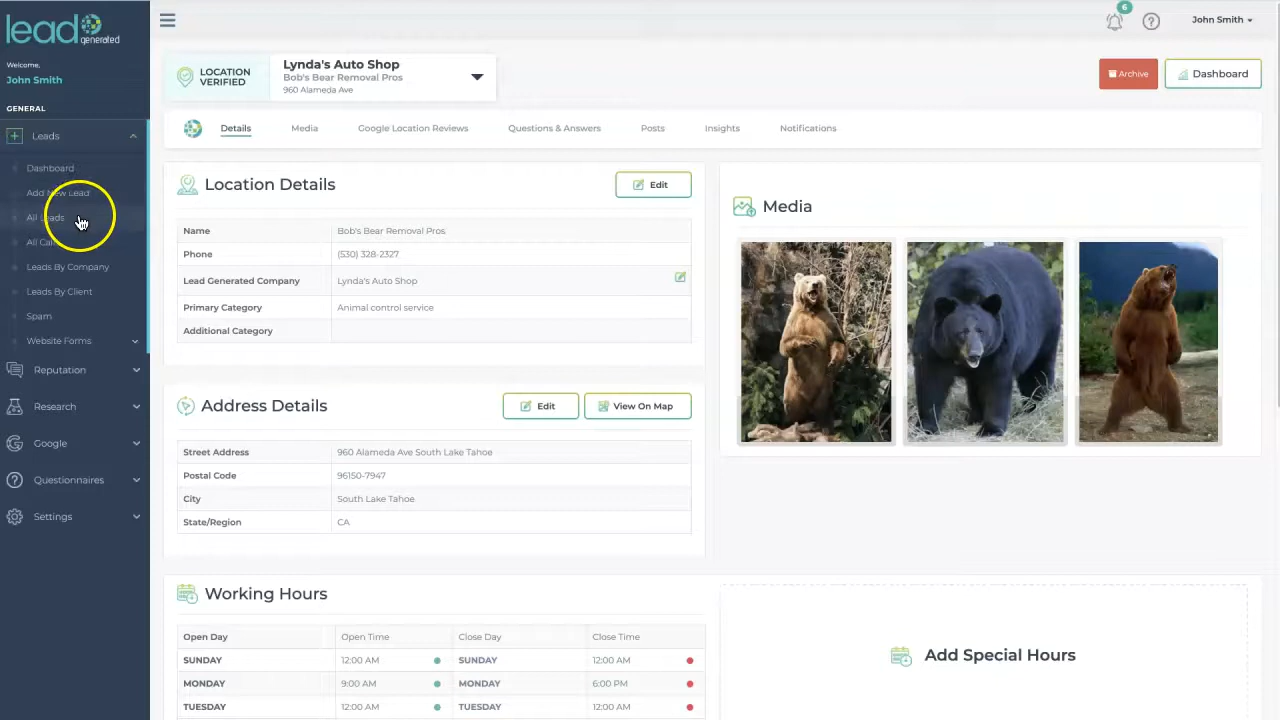 lead
generated
6
John Smith
Welcome,
John Smith
GENERAL
Leads
Dashboard
Add New Lead
All Leads
All
Leads By Company
Leads By Client
Spam
Website Forms
Reputation
Research
Google
Questionnaires
Settings
LOCATION
VERIFIED
Lynda's Auto Shop
Bob's Bear Removal Pros
960 Alameda Ave
Archive
Dashboard
Details Media Google Location Reviews Questions & Answers Posts Insights Notifications
Location Details
Edit
Name Bob's Bear Removal Pros
Phone (530) 328-2327
Lead Generated Company Lynda's Auto Shop
Primary Category Animal control service
Additional Category
Media
Address Details
Edit
View On Map
Street Address 960 Alameda Ave South Lake Tahoe
Postal Code 96150-7947
City South Lake Tahoe
State/Region CA
Working Hours
Open Day Open Time Close Day Close Time
SUNDAY 12:00 AM SUNDAY 12:00 AM
MONDAY 9:00 AM MONDAY 6:00 PM
TUESDAY 12:00 AM TUESDAY 12:00 AM
Add Special Hours